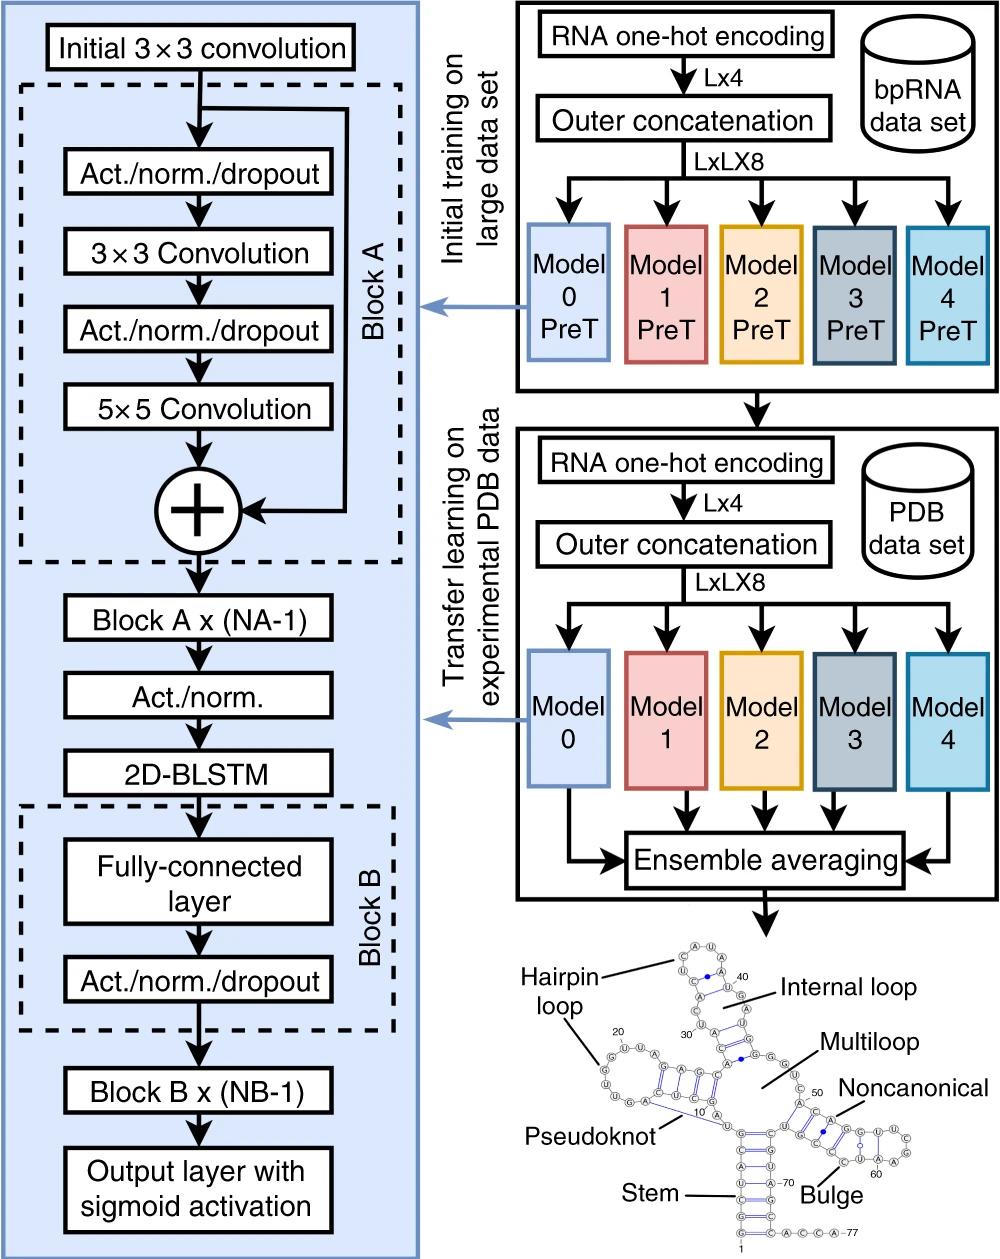 Initial 3×3 convolution
Act./norm./dropout
3×3 Convolution
Act./norm./dropout
5×5 Convolution
Block A
Block A x (NA-1)
Act./norm.
2D-BLSTM
Fully-connected
layer
Act./norm./dropout
Block B
Block B x (NB-1)
Output layer with
sigmoid activation
Initial training on
large data set
RNA one-hot encoding
Lx4
Outer concatenation
LxLX8
bpRNA
data set
Model
0
PreT
Model
1
PreT
Model
2
PreT
Model
3
PreT
Model
4
PreT
Transfer learning on
experimental PDB data
RNA one-hot encoding
Lx4
Outer concatenation
LxLX8
PDB
data set
Model
0
Model
1
Model
2
Model
3
Model
4
Ensemble averaging
Hairpin
loop
Internal loop
Multiloop
Noncanonical
Pseudoknot
Stem
Bulge
1
10
20
30
40
50
60
70
77